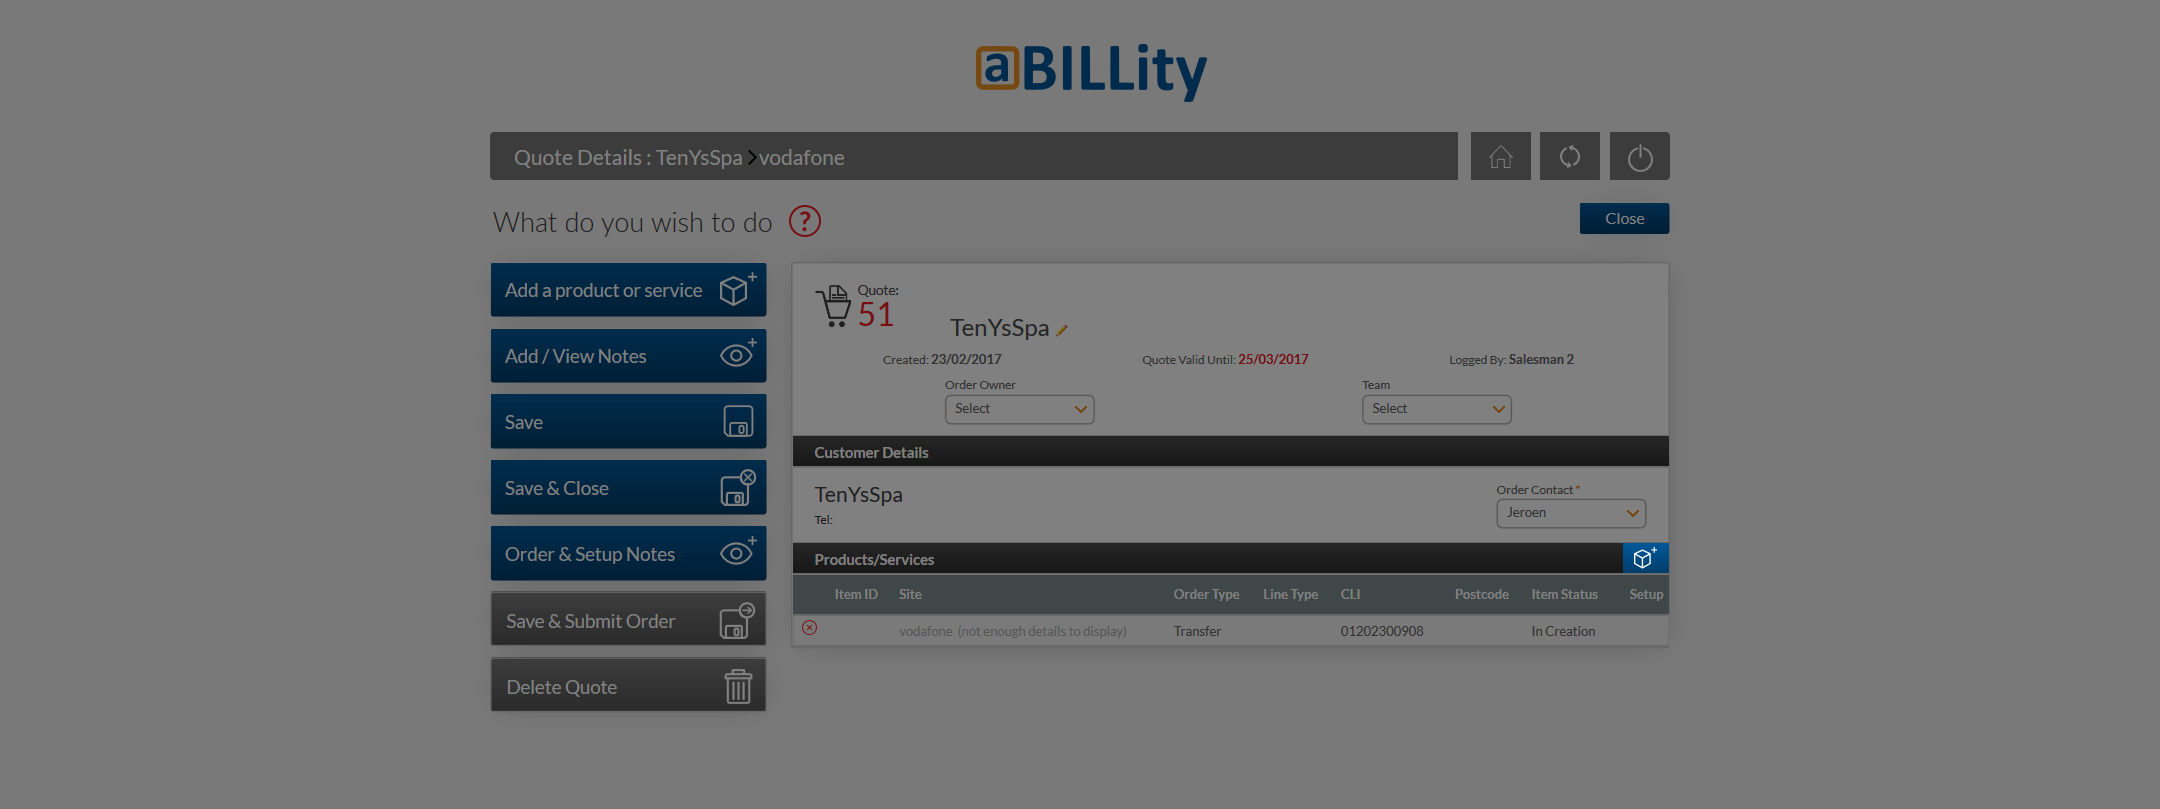 aBILLity
Quote Details : TenYsSpa vodafone
What do you wish to do ?
Close
Add a product or service
Add / View Notes
Save
Save & Close
Order & Setup Notes
Save & Submit Order
Delete Quote
Quote:
51
TenYsSpa
Created: 23/02/2017 Quote Valid Until: 25/03/2017 Logged By: Salesman 2
Order Owner Team
Select Select
Customer Details
TenYsSpa
Tel:
Order Contact *
Jeroen
Products/Services
Item ID Site Order Type Line Type CLI Postcode Item Status Setup
vodafone (not enough details to display) Transfer 01202300908 In Creation